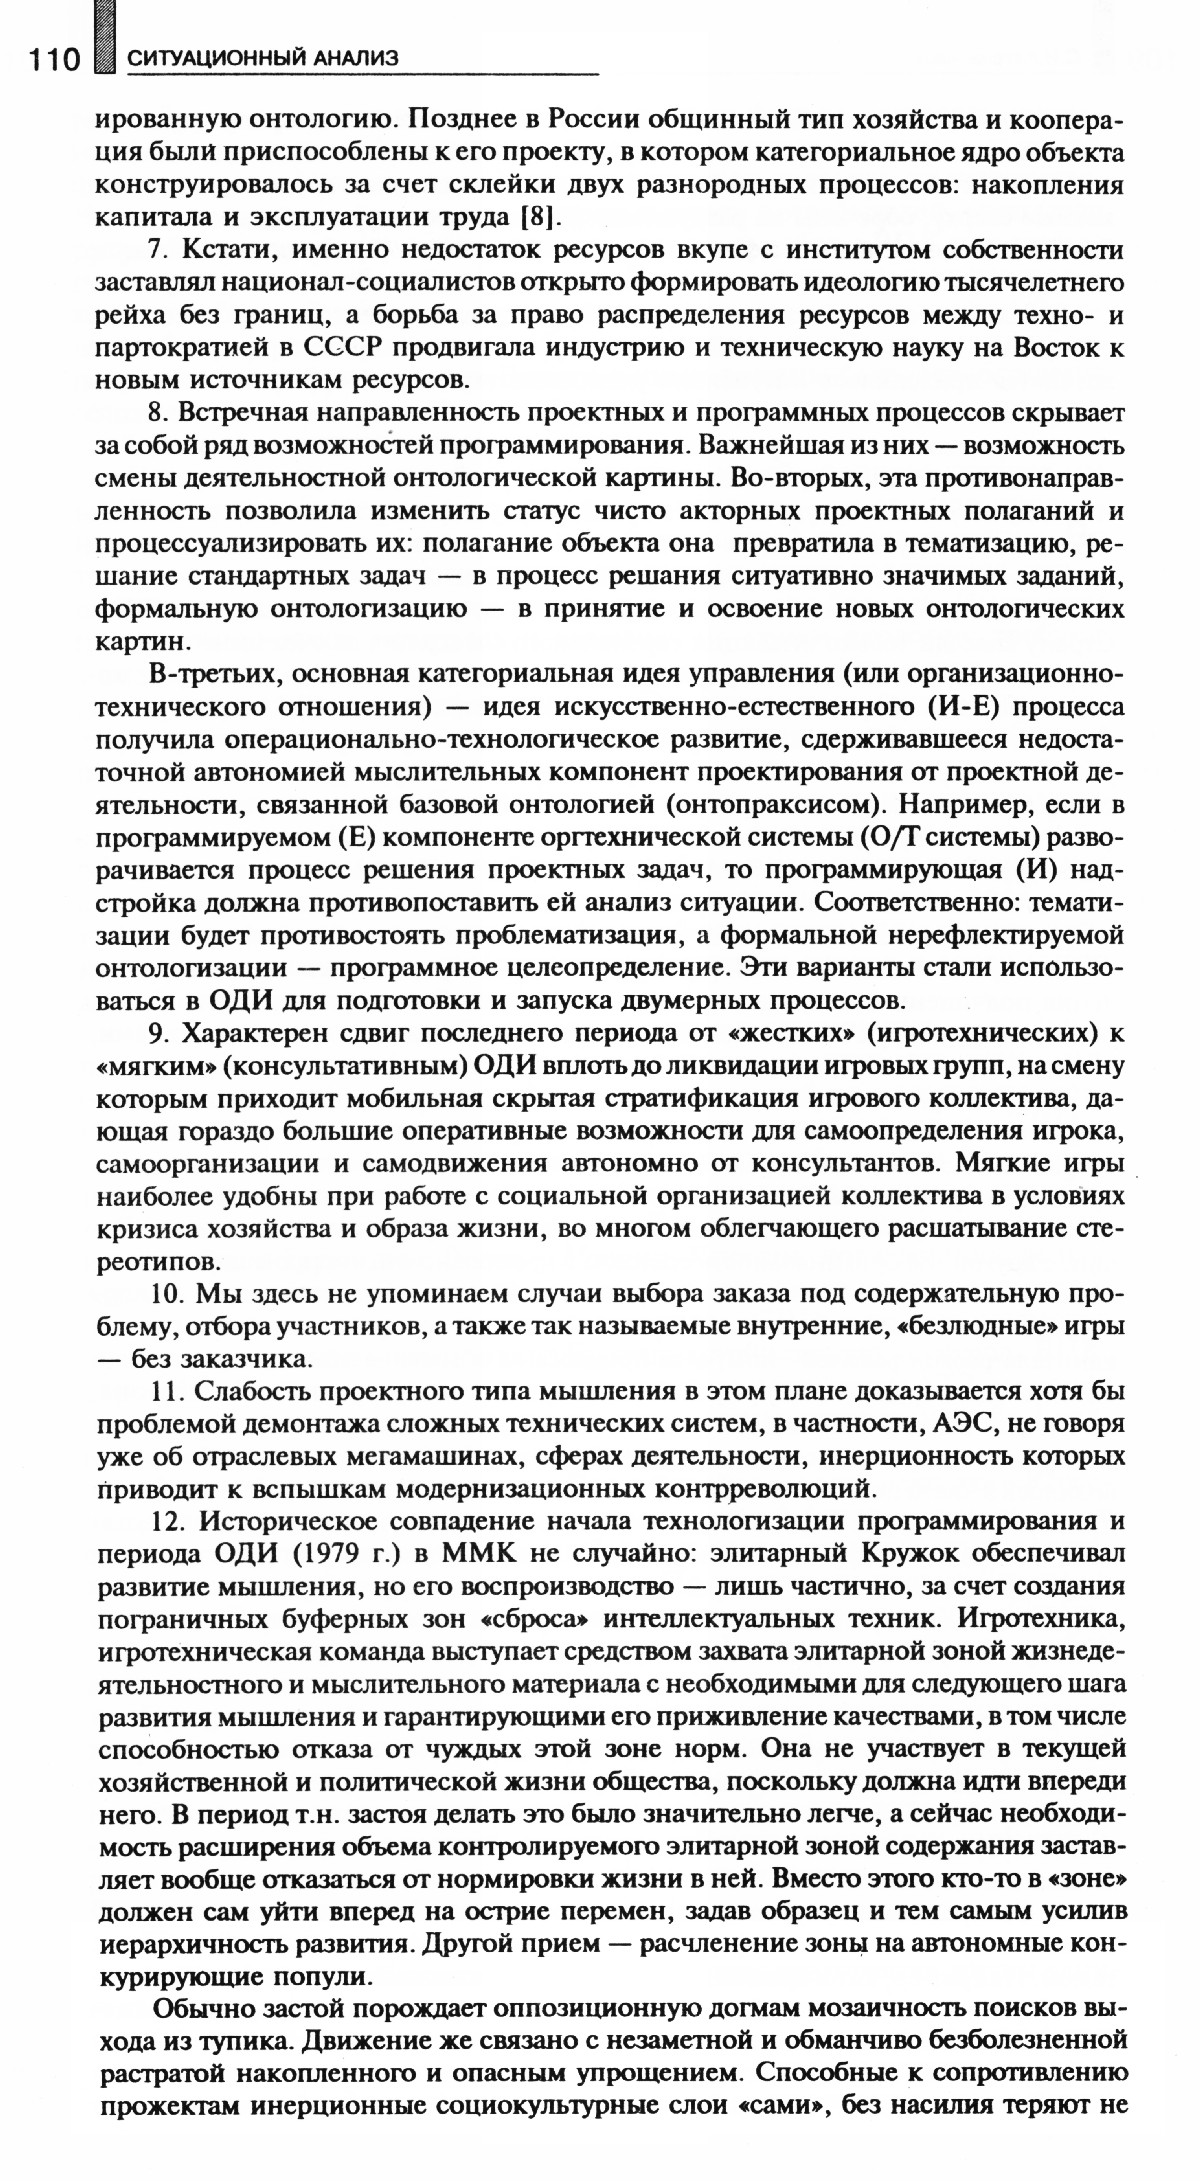 110 СИТУАЦИОННЫЙ АНАЛИЗ
ированную онтологию. Позднее в России общинный тип хозяйства и коопера-
ция были приспособлены к его проекту, в котором категориальное ядро объекта
конструировалось за счет склейки двух разнородных процессов: накопления
капитала и эксплуатации труда [8].
7. Кстати, именно недостаток ресурсов вкупе с институтом собственности
заставлял национал-социалистов открыто формировать идеологию тысячелетнего
рейха без границ, а борьба за право распределения ресурсов между техно- и
партократией в СССР продвигала индустрию и техническую науку на Восток к
новым источникам ресурсов.
8. Встречная направленность проектных и программных процессов скрывает
за собой ряд возможностей программирования. Важнейшая из них — возможность
смены деятельностной онтологической картины. Во-вторых, эта противонаправ-
ленность позволила изменить статус чисто акторных проектных полаганий и
процессуализировать их: полагание объекта она превратила в тематизацию, ре-
шание стандартных задач — в процесс решания ситуативно значимых заданий,
формальную онтологизацию — в принятие и освоение новых онтологических
картин.
В-третьих, основная категориальная идея управления (или организационно-
технического отношения) — идея искусственно-естественного (И-Е) процесса
получила операционально-технологическое развитие, сдерживавшееся недоста-
точной автономией мыслительных компонент проектирования от проектной де-
ятельности, связанной базовой онтологией (онтопраксисом). Например, если в
программируемом (Е) компоненте оргтехнической системы (О/Т системы) разво-
рачивается процесс решения проектных задач, то программирующая (И) над-
стройка должна противопоставить ей анализ ситуации. Соответственно: темати-
зации будет противостоять проблематизация, а формальной нерефлектируемой
онтологизации — программное целеопределение. Эти варианты стали использо-
ваться в ОДИ для подготовки и запуска двумерных процессов.
9. Характерен сдвиг последнего периода от «жестких» (игротехнических) к
«мягким» (консультативным) ОДИ вплоть до ликвидации игровых групп, на смену
которым приходит мобильная скрытая стратификация игрового коллектива, да-
ющая гораздо большие оперативные возможности для самоопределения игрока,
самоорганизации и самодвижения автономно от консультантов. Мягкие игры
наиболее удобны при работе с социальной организацией коллектива в условиях
кризиса хозяйства и образа жизни, во многом облегчающего расшатывание сте-
реотипов.
10. Мы здесь не упоминаем случаи выбора заказа под содержательную про-
блему, отбора участников, а также так называемые внутренние, «безлюдные» игры
— без заказчика.
11. Слабость проектного типа мышления в этом плане доказывается хотя бы
проблемой демонтажа сложных технических систем, в частности, АЭС, не говоря
уже об отраслевых мегамашинах, сферах деятельности, инерционность которых
приводит к вспышкам модернизационных контрреволюций.
12. Историческое совпадение начала технологизации программирования и
периода ОДИ (1979 г.) в ММК не случайно: элитарный Кружок обеспечивал
развитие мышления, но его воспроизводство — лишь частично, за счет создания
пограничных буферных зон «сброса» интеллектуальных техник. Игротехника,
игротехническая команда выступает средством захвата элитарной зоной жизнеде-
ятельностного и мыслительного материала с необходимыми для следующего шага
развития мышления и гарантирующими его приживление качествами, в том числе
способностью отказа от чуждых этой зоне норм. Она не участвует в текущей
хозяйственной и политической жизни общества, поскольку должна идти впереди
него. В период т.н. застоя делать это было значительно легче, а сейчас необходи-
мость расширения объема контролируемого элитарной зоной содержания застав-
ляет вообще отказаться от нормировки жизни в ней. Вместо этого кто-то в «зоне»
должен сам уйти вперед на острие перемен, задав образец и тем самым усилив
иерархичность развития. Другой прием — расчленение зоны на автономные кон-
курирующие попули.
Обычно застой порождает оппозиционную догмам мозаичность поисков вы-
хода из тупика. Движение же связано с незаметной и обманчиво безболезненной
растратой накопленного и опасным упрощением. Способные к сопротивлению
прожектам инерционные социокультурные слои «сами», без насилия теряют не